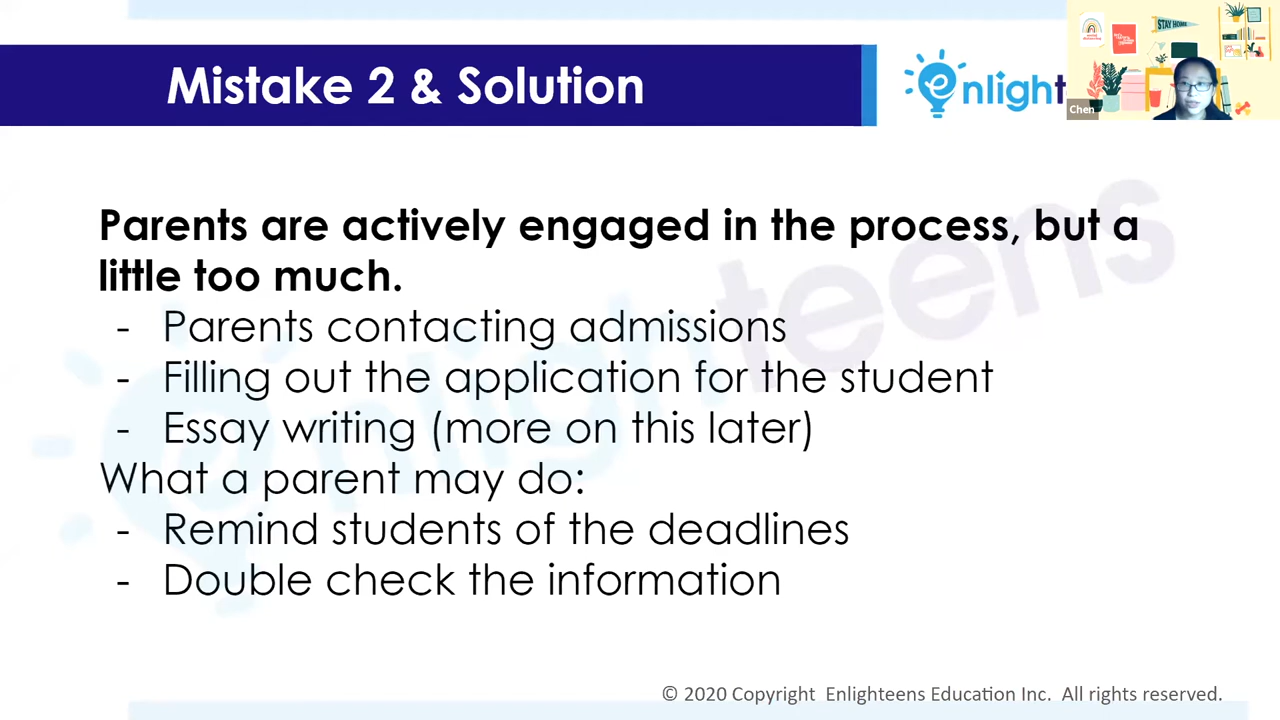 STAY HOME
Mistake 2 & Solution
enlight
Chen
Parents are actively engaged in the process, but a
little too much.
- Parents contacting admissions
- Filling out the application for the student
- Essay writing (more on this later)
What a parent may do:
- Remind students of the deadlines
- Double check the information
enlighteens
© 2020 Copyright Enlighteens Education Inc. All rights reserved.